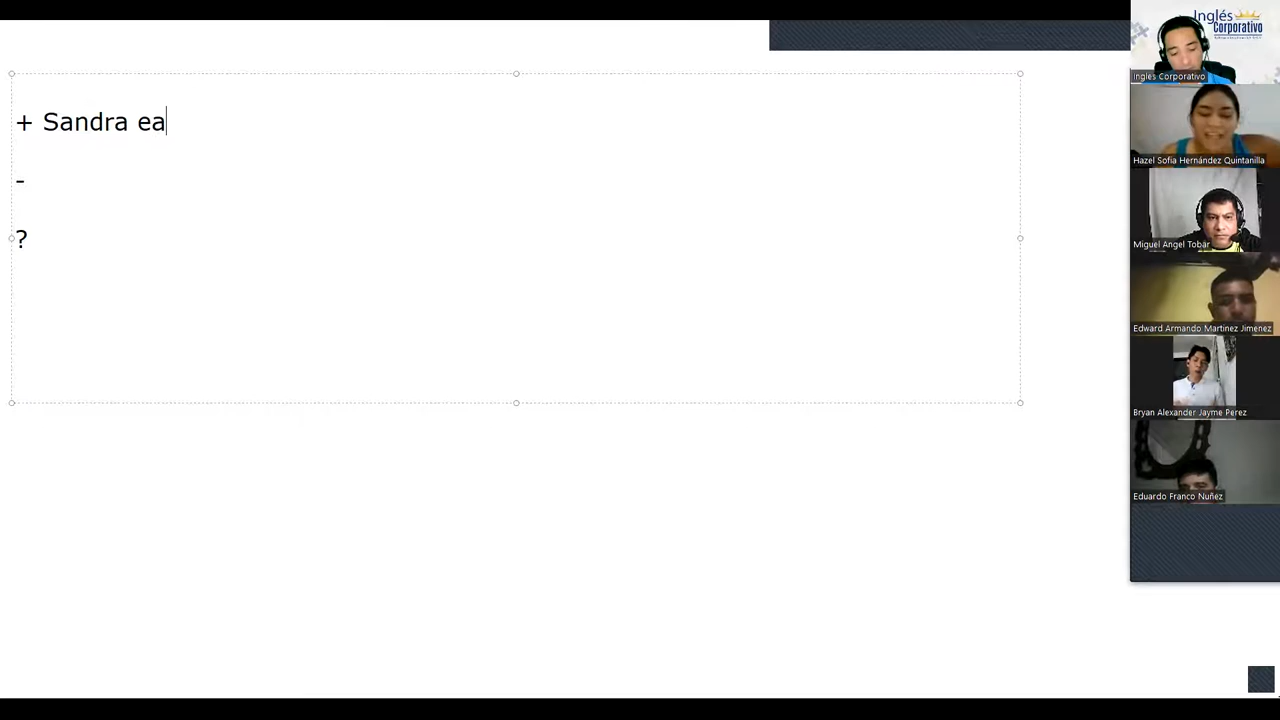 + Sandra ea
-
?
Inglés
Corporativo
Ingles Corporativo
Hazel Sofia Hernández Quintanilla
Miguel Angel Tobar
Edward Armando Martinez Jimenez
Bryan Alexander Jayme Perez
Eduardo Franco Nuñez